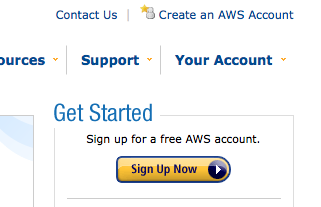 Contact Us | Create an AWS Account
ources Support Your Account
Get Started
Sign up for a free AWS account.
Sign Up Now